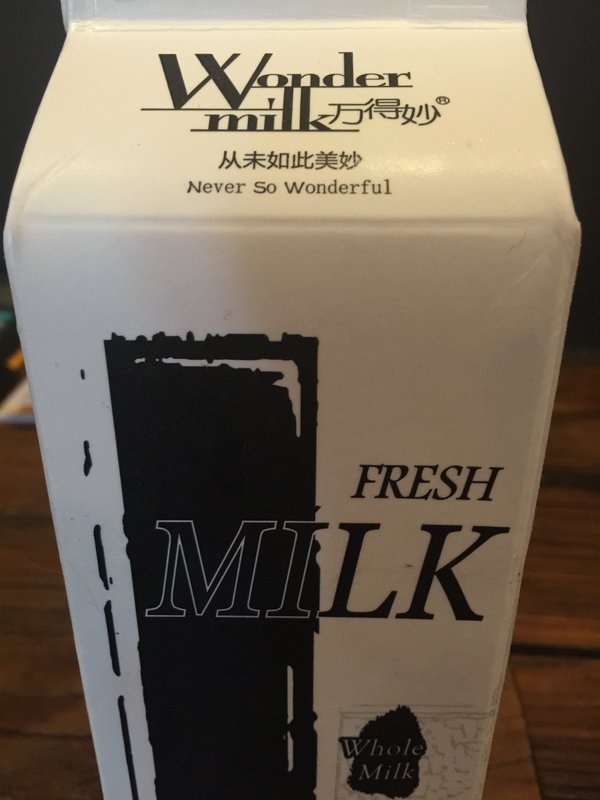 Wonder
milk万得妙®
从未如此美妙
Never So Wonderful
FRESH
MILK
Whole
Milk